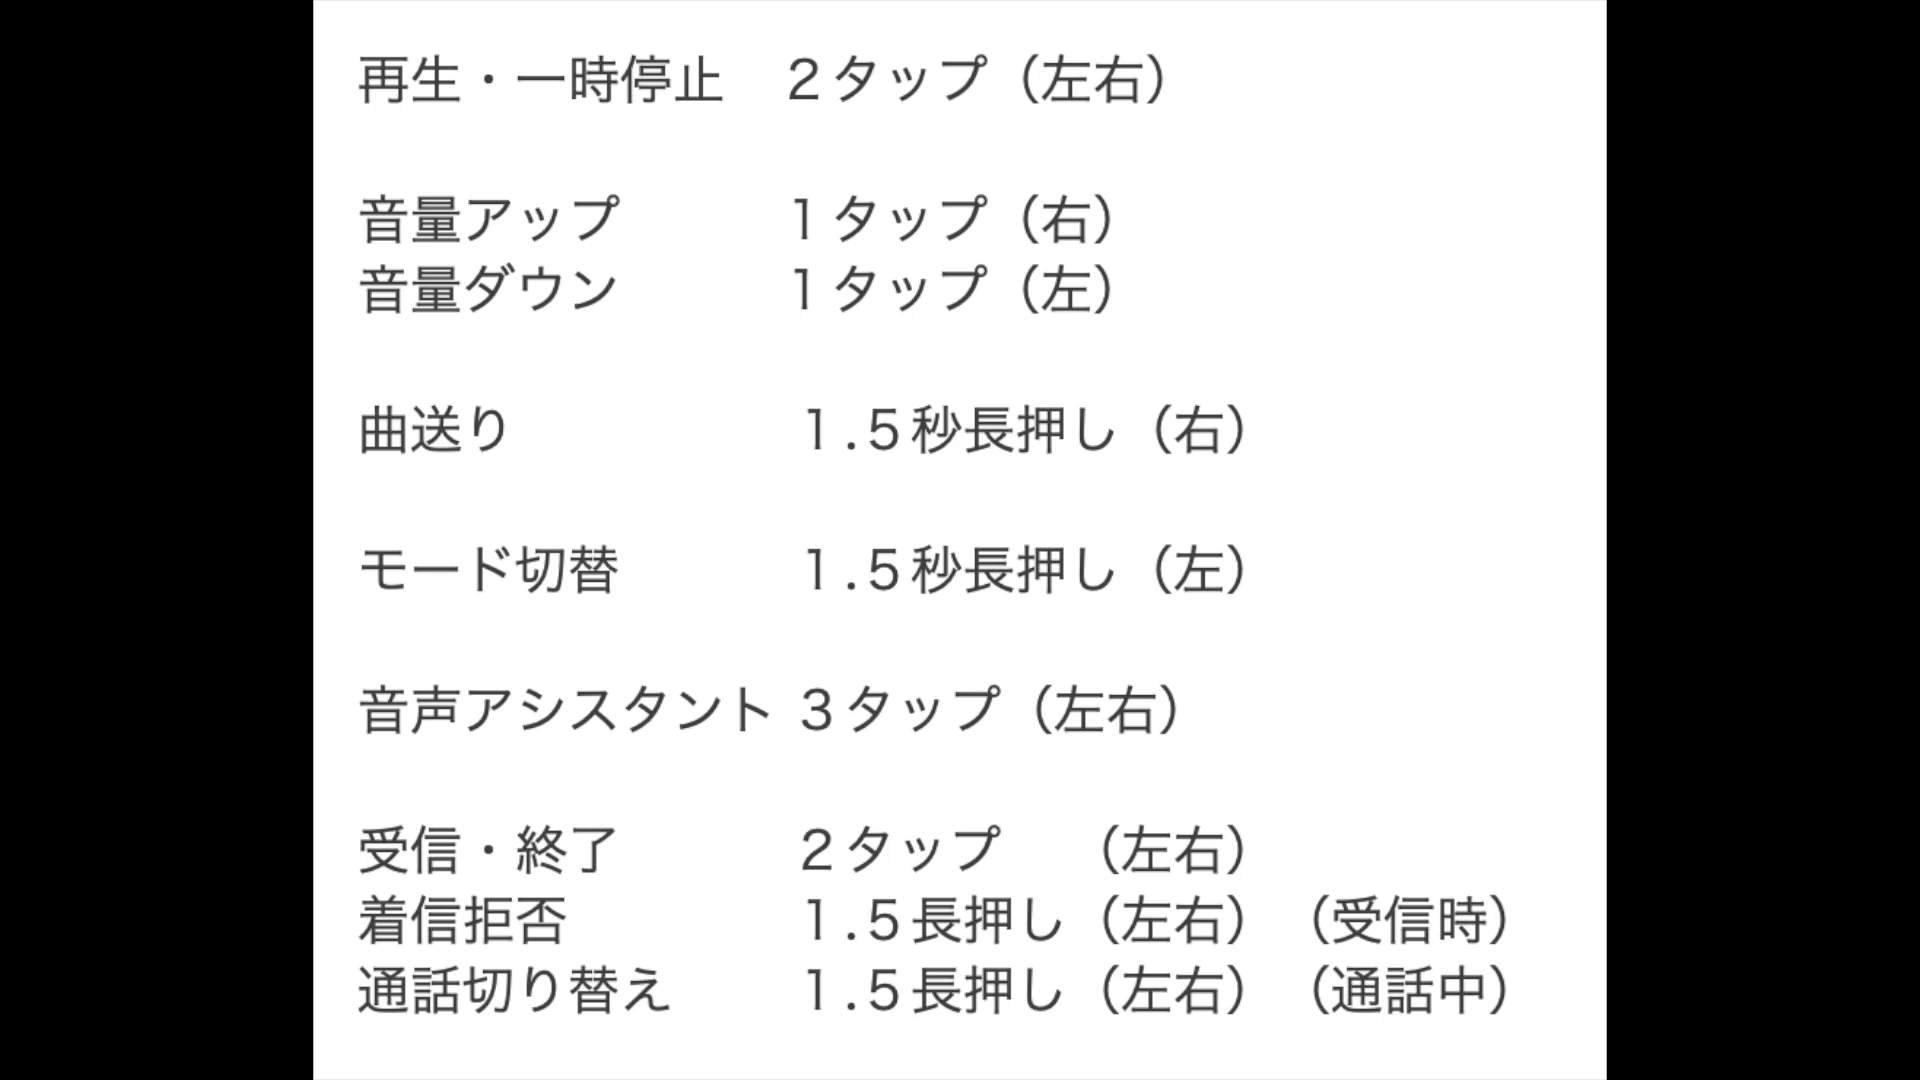 再生・一時停止　２タップ（左右）
音量アップ　　　１タップ（右）
音量ダウン　　　１タップ（左）
曲送り　　　　　１.５秒長押し（右）
モード切替　　　１.５秒長押し（左）
音声アシスタント ３タップ（左右）
受信・終了　　　２タップ　（左右）
着信拒否　　　　１.５長押し（左右）（受信時）
通話切り替え　　１.５長押し（左右）（通話中）